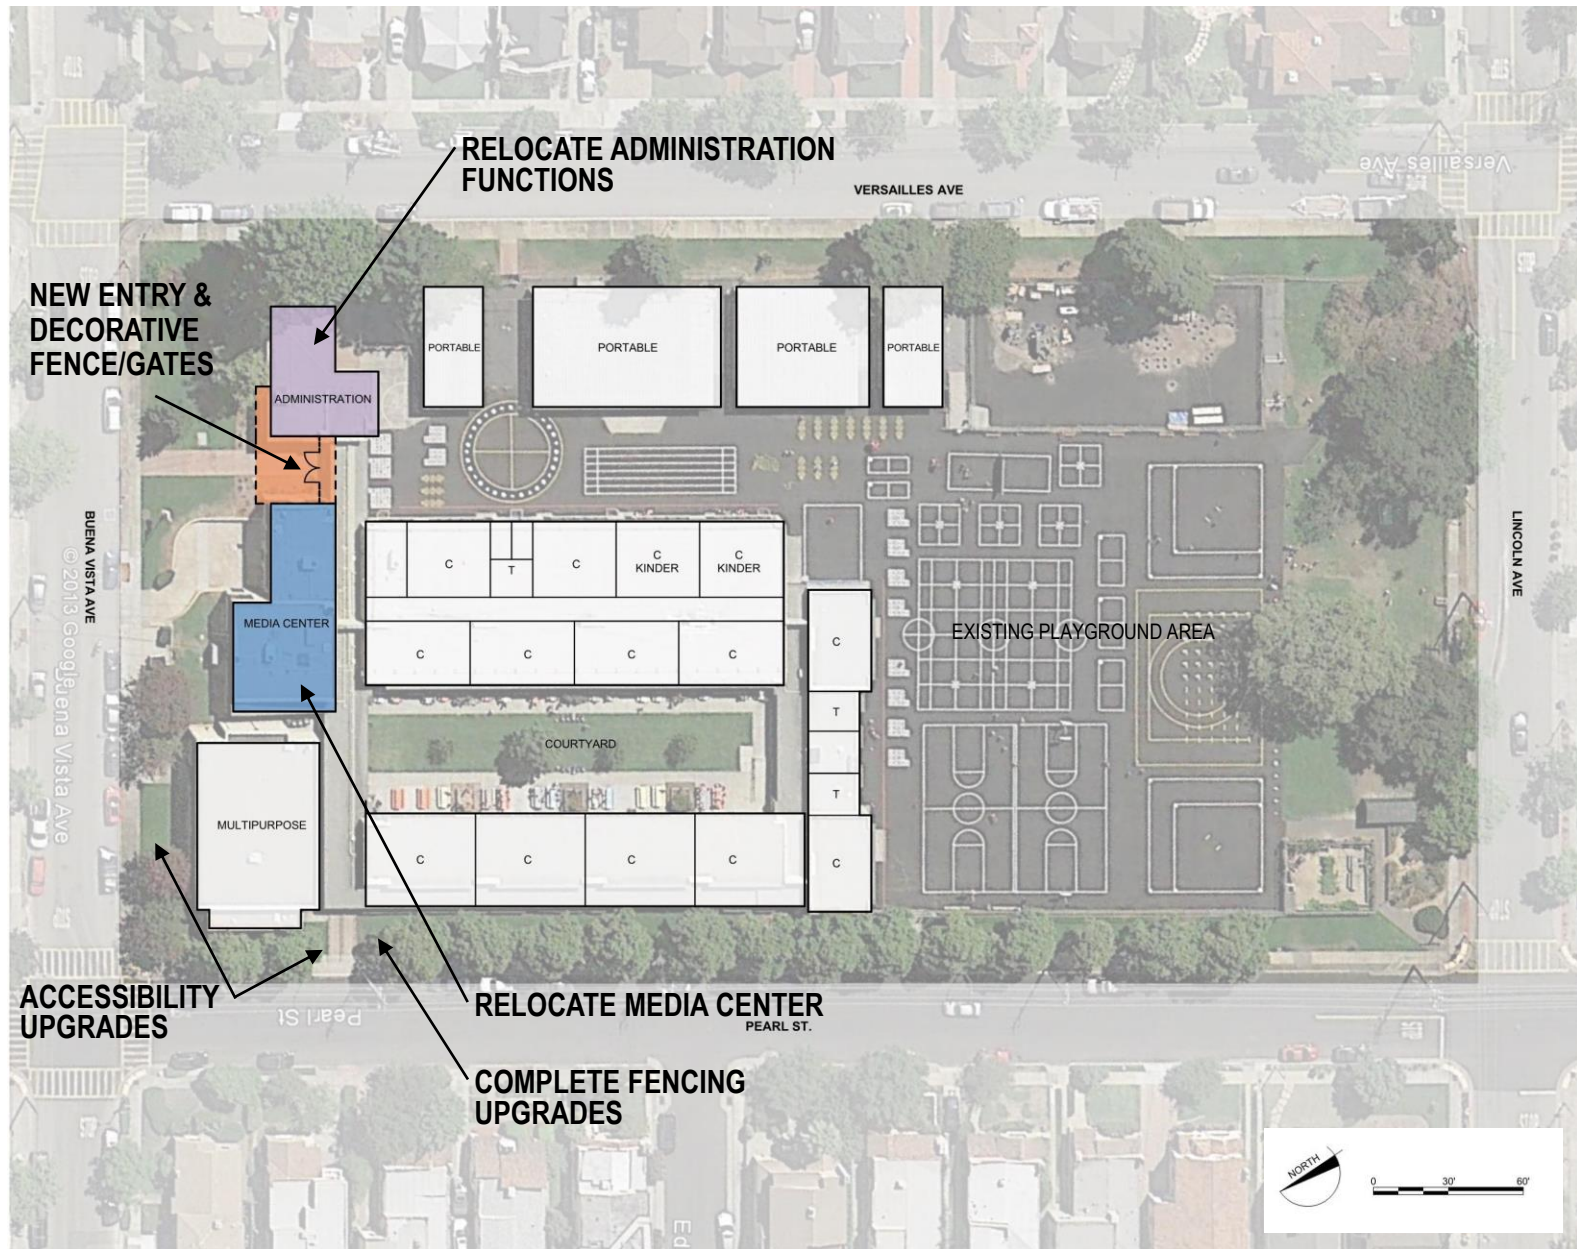 RELOCATE ADMINISTRATION
FUNCTIONS
Versailles Ave
VERSAILLES AVE
NEW ENTRY &
DECORATIVE
FENCE/GATES
PORTABLE
PORTABLE
PORTABLE
PORTABLE
ADMINISTRATION
BUENA VISTA AVE
© 2013 Google
Buena Vista Ave
LINCOLN AVE
C
T
C
C
KINDER
C
KINDER
MEDIA CENTER
C
C
C
C
C
EXISTING PLAYGROUND AREA
T
COURTYARD
T
MULTIPURPOSE
C
C
C
C
C
ACCESSIBILITY
UPGRADES
Pearl St
RELOCATE MEDIA CENTER
PEARL ST.
COMPLETE FENCING
UPGRADES
Ed
NORTH
0 30' 60'